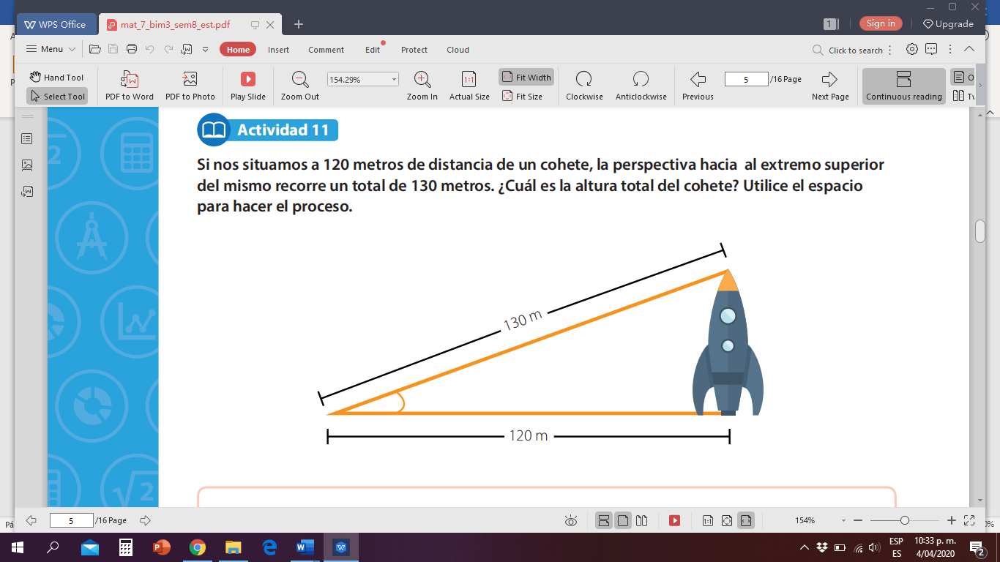 WPS Office
mat_7_bim3_sem8_est.pdf
1
Sign in
Upgrade
Menu
Home
Insert
Comment
Edit
Protect
Cloud
Click to search
Hand Tool
Select Tool
PDF to Word
PDF to Photo
Play Slide
Zoom Out
154.29%
Zoom In
1:1
Actual Size
Fit Width
Fit Size
Clockwise
Anticlockwise
Previous
5
/16 Page
Next Page
Continuous reading
Actividad 11
Si nos situamos a 120 metros de distancia de un cohete, la perspectiva hacia al extremo superior
del mismo recorre un total de 130 metros. ¿Cuál es la altura total del cohete? Utilice el espacio
para hacer el proceso.
130 m
120 m
√2
5
/16 Page
1:1
154%
ESP
ES
10:33 p. m.
4/04/2020
2